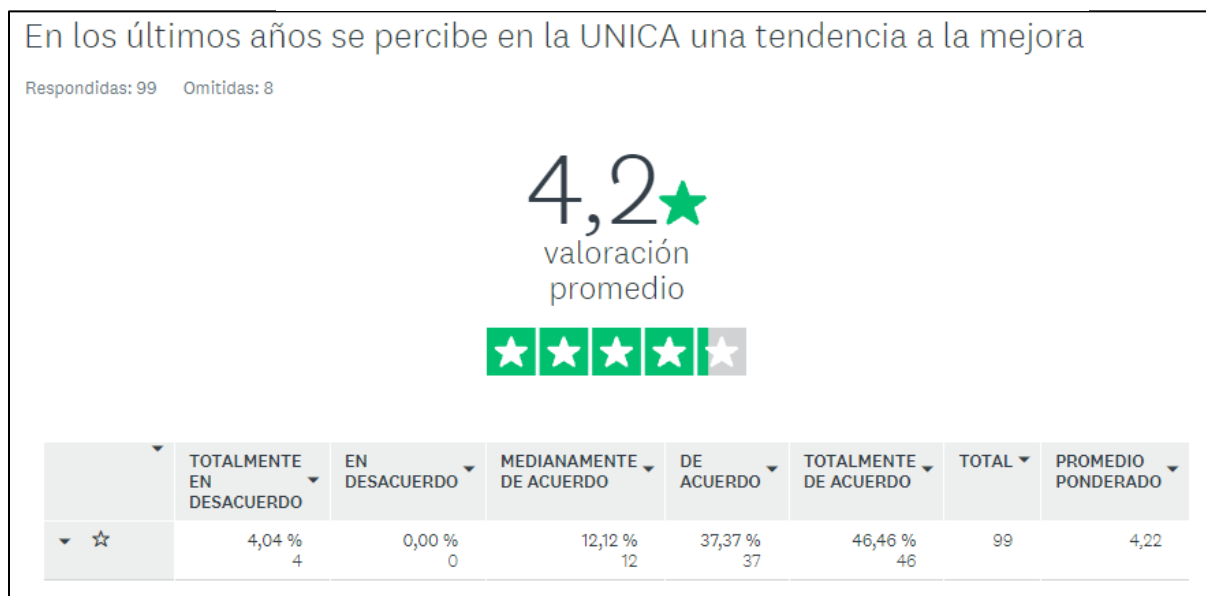 En los últimos años se percibe en la UNICA una tendencia a la mejora
Respondidas: 99 Omitidas: 8
4,2
valoración
promedio
TOTALMENTE EN DESACUERDO EN DESACUERDO MEDIANAMENTE DE ACUERDO DE ACUERDO TOTALMENTE DE ACUERDO TOTAL PROMEDIO PONDERADO
4,04 % 0,00 % 12,12 % 37,37 % 46,46 % 99 4,22
4 0 12 37 46